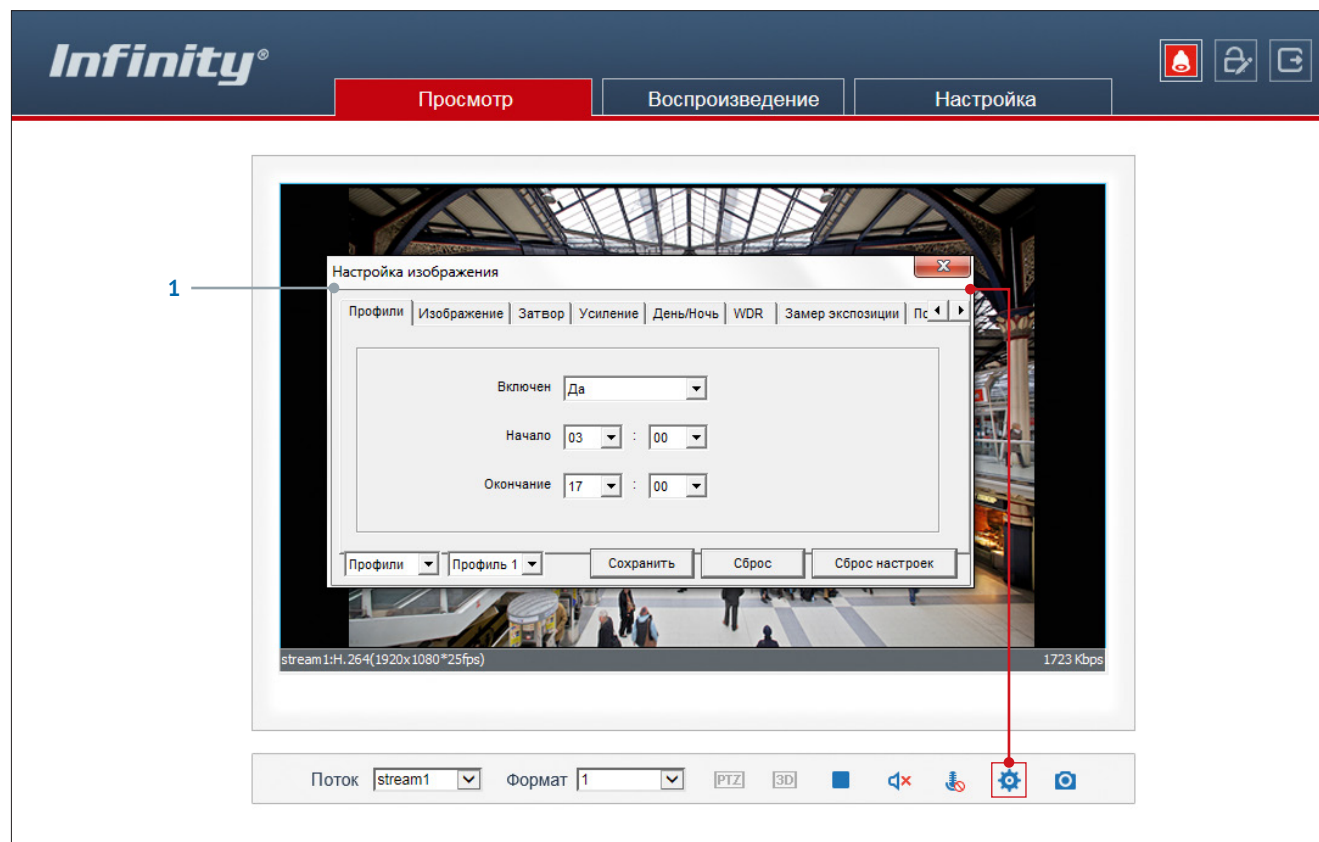 Infinity®
Просмотр Воспроизведение Настройка
1
Настройка изображения
Профили Изображение Затвор Усиление День/Ночь WDR Замер экспозиции
Включен Да
Начало 03 : 00
Окончание 17 : 00
Профили Профиль 1 Сохранить Сброс Сброс настроек
stream1:H.264(1920x1080*25fps) 1723 Kbps
Поток stream1 Формат 1 PTZ 3D